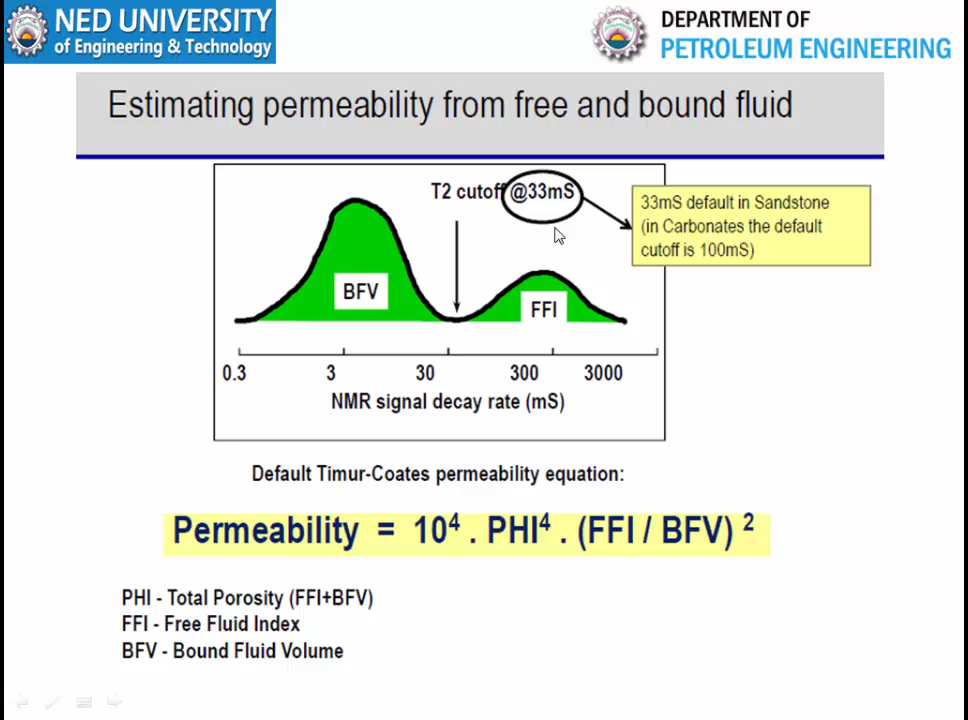 NED UNIVERSITY
of Engineering & Technology
DEPARTMENT OF
PETROLEUM ENGINEERING
Estimating permeability from free and bound fluid
T2 cutoff @33mS
33mS default in Sandstone
(in Carbonates the default
cutoff is 100mS)
BFV
FFI
0.3 3 30 300 3000
NMR signal decay rate (mS)
Default Timur-Coates permeability equation:
Permeability = 10⁴ . PHI⁴ . (FFI / BFV) ²
PHI - Total Porosity (FFI+BFV)
FFI - Free Fluid Index
BFV - Bound Fluid Volume